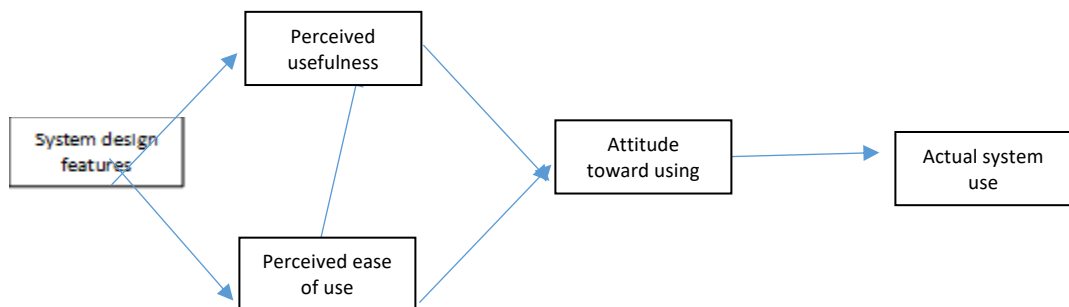 Perceived
usefulness
System design
features
Attitude
toward using
Actual system
use
Perceived ease
of use